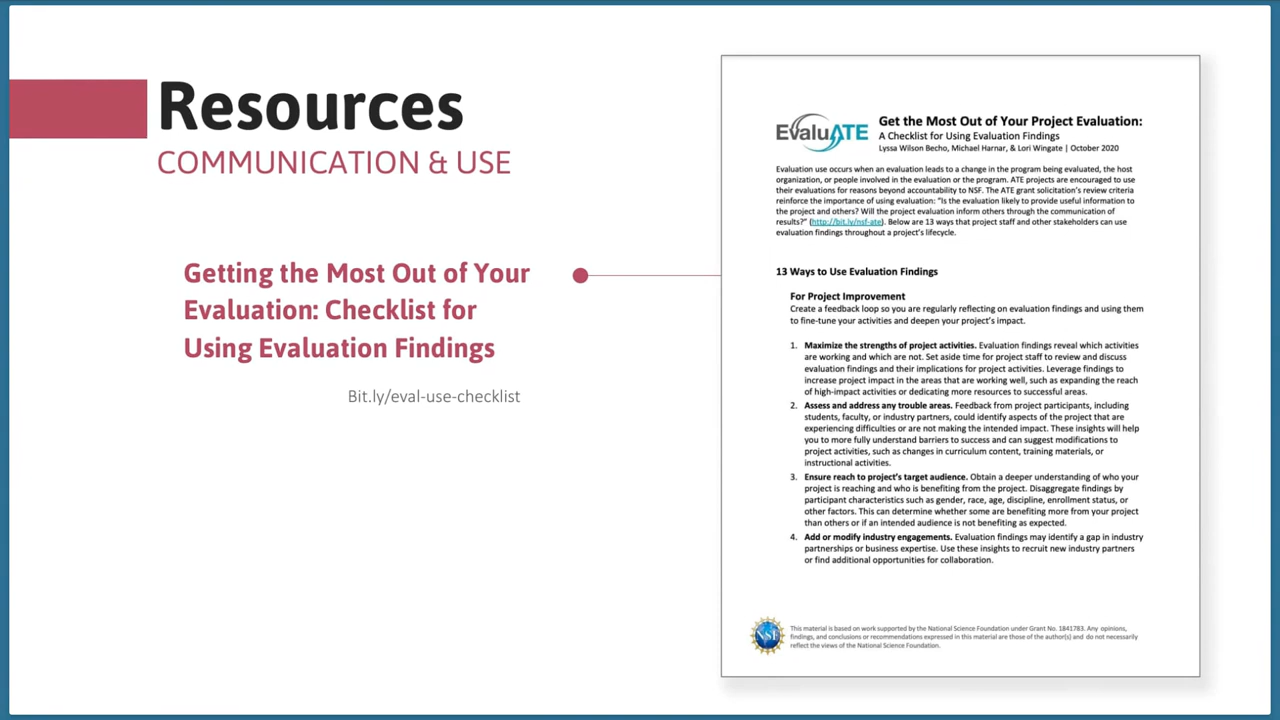 Resources
COMMUNICATION & USE
Getting the Most Out of Your
Evaluation: Checklist for
Using Evaluation Findings
Bit.ly/eval-use-checklist
EvaluATE
Get the Most Out of Your Project Evaluation:
A Checklist for Using Evaluation Findings
Lyssa Wilson Becho, Michael Harnar, & Lori Wingate | October 2020
Evaluation use occurs when an evaluation leads to a change in the program being evaluated, the host
organization, or people involved in the evaluation or the program. ATE projects are encouraged to use
their evaluations for reasons beyond accountability to NSF. The ATE grant solicitation's review criteria
reinforce the importance of using evaluation: "Is the evaluation likely to provide useful information to
the project and others? Will the project evaluation inform others through the communication of
results?" (http://bit.ly/nsf-ate). Below are 13 ways that project staff and other stakeholders can use
evaluation findings throughout a project's lifecycle.
13 Ways to Use Evaluation Findings
For Project Improvement
Create a feedback loop so you are regularly reflecting on evaluation findings and using them
to fine-tune your activities and deepen your project's impact.
1. Maximize the strengths of project activities. Evaluation findings reveal which activities
are working and which are not. Set aside time for project staff to review and discuss
evaluation findings and their implications for project activities. Leverage findings to
increase project impact in the areas that are working well, such as expanding the reach
of high-impact activities or dedicating more resources to successful areas.
2. Assess and address any trouble areas. Feedback from project participants, including
students, faculty, or industry partners, could identify aspects of the project that are
experiencing difficulties or are not making the intended impact. These insights will help
you to more fully understand barriers to success and can suggest modifications to
project activities, such as changes in curriculum content, training materials, or
instructional activities.
3. Ensure reach to project's target audience. Obtain a deeper understanding of who your
project is reaching and who is benefiting from the project. Disaggregate findings by
participant characteristics such as gender, race, age, discipline, enrollment status, or
other factors. This can determine whether some are benefiting more from your project
than others or if an intended audience is not benefiting as expected.
4. Add or modify industry engagements. Evaluation findings may identify a gap in industry
partnerships or business expertise. Use these insights to recruit new industry partners
or find additional opportunities for collaboration.
NSF
This material is based on work supported by the National Science Foundation under Grant No. 1841783. Any opinions,
findings, and conclusions or recommendations expressed in this material are those of the author(s) and do not necessarily
reflect the views of the National Science Foundation.